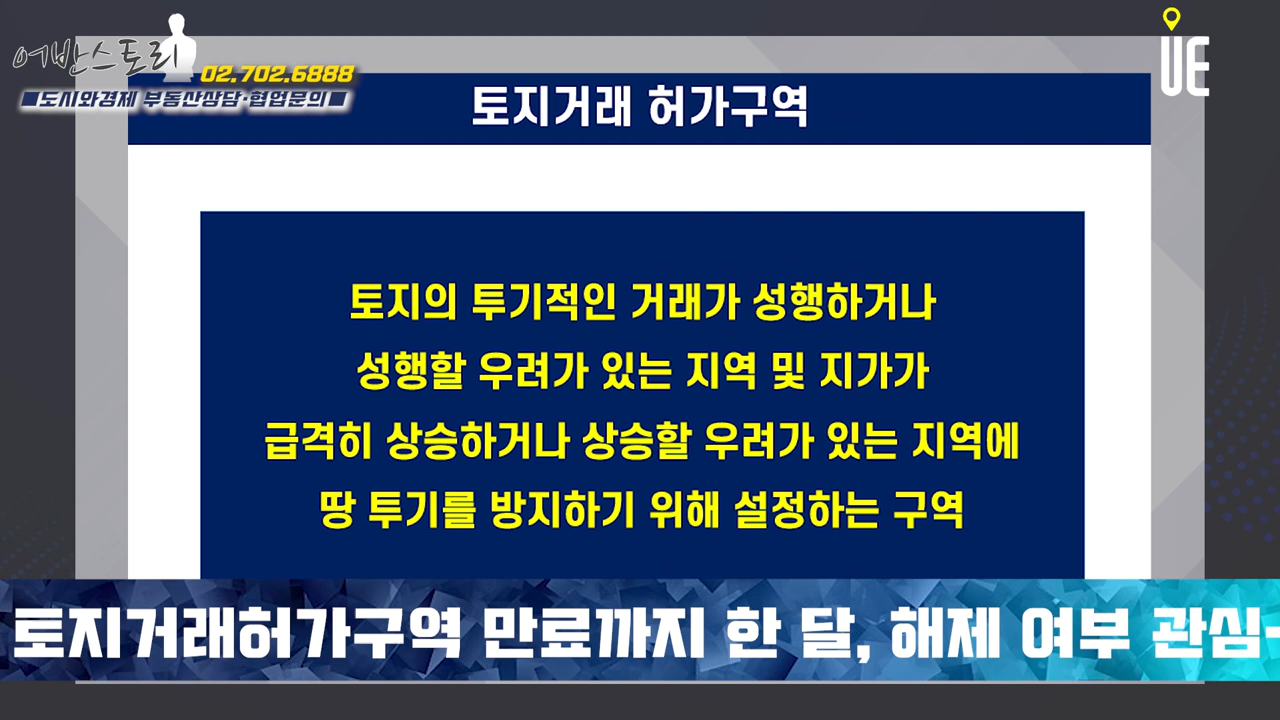 어반스토리
02.702.6888
■도시와경제 부동산상담·협업문의■
UE
토지거래 허가구역
토지의 투기적인 거래가 성행하거나
성행할 우려가 있는 지역 및 지가가
급격히 상승하거나 상승할 우려가 있는 지역에
땅 투기를 방지하기 위해 설정하는 구역
토지거래허가구역 만료까지 한 달, 해제 여부 관심